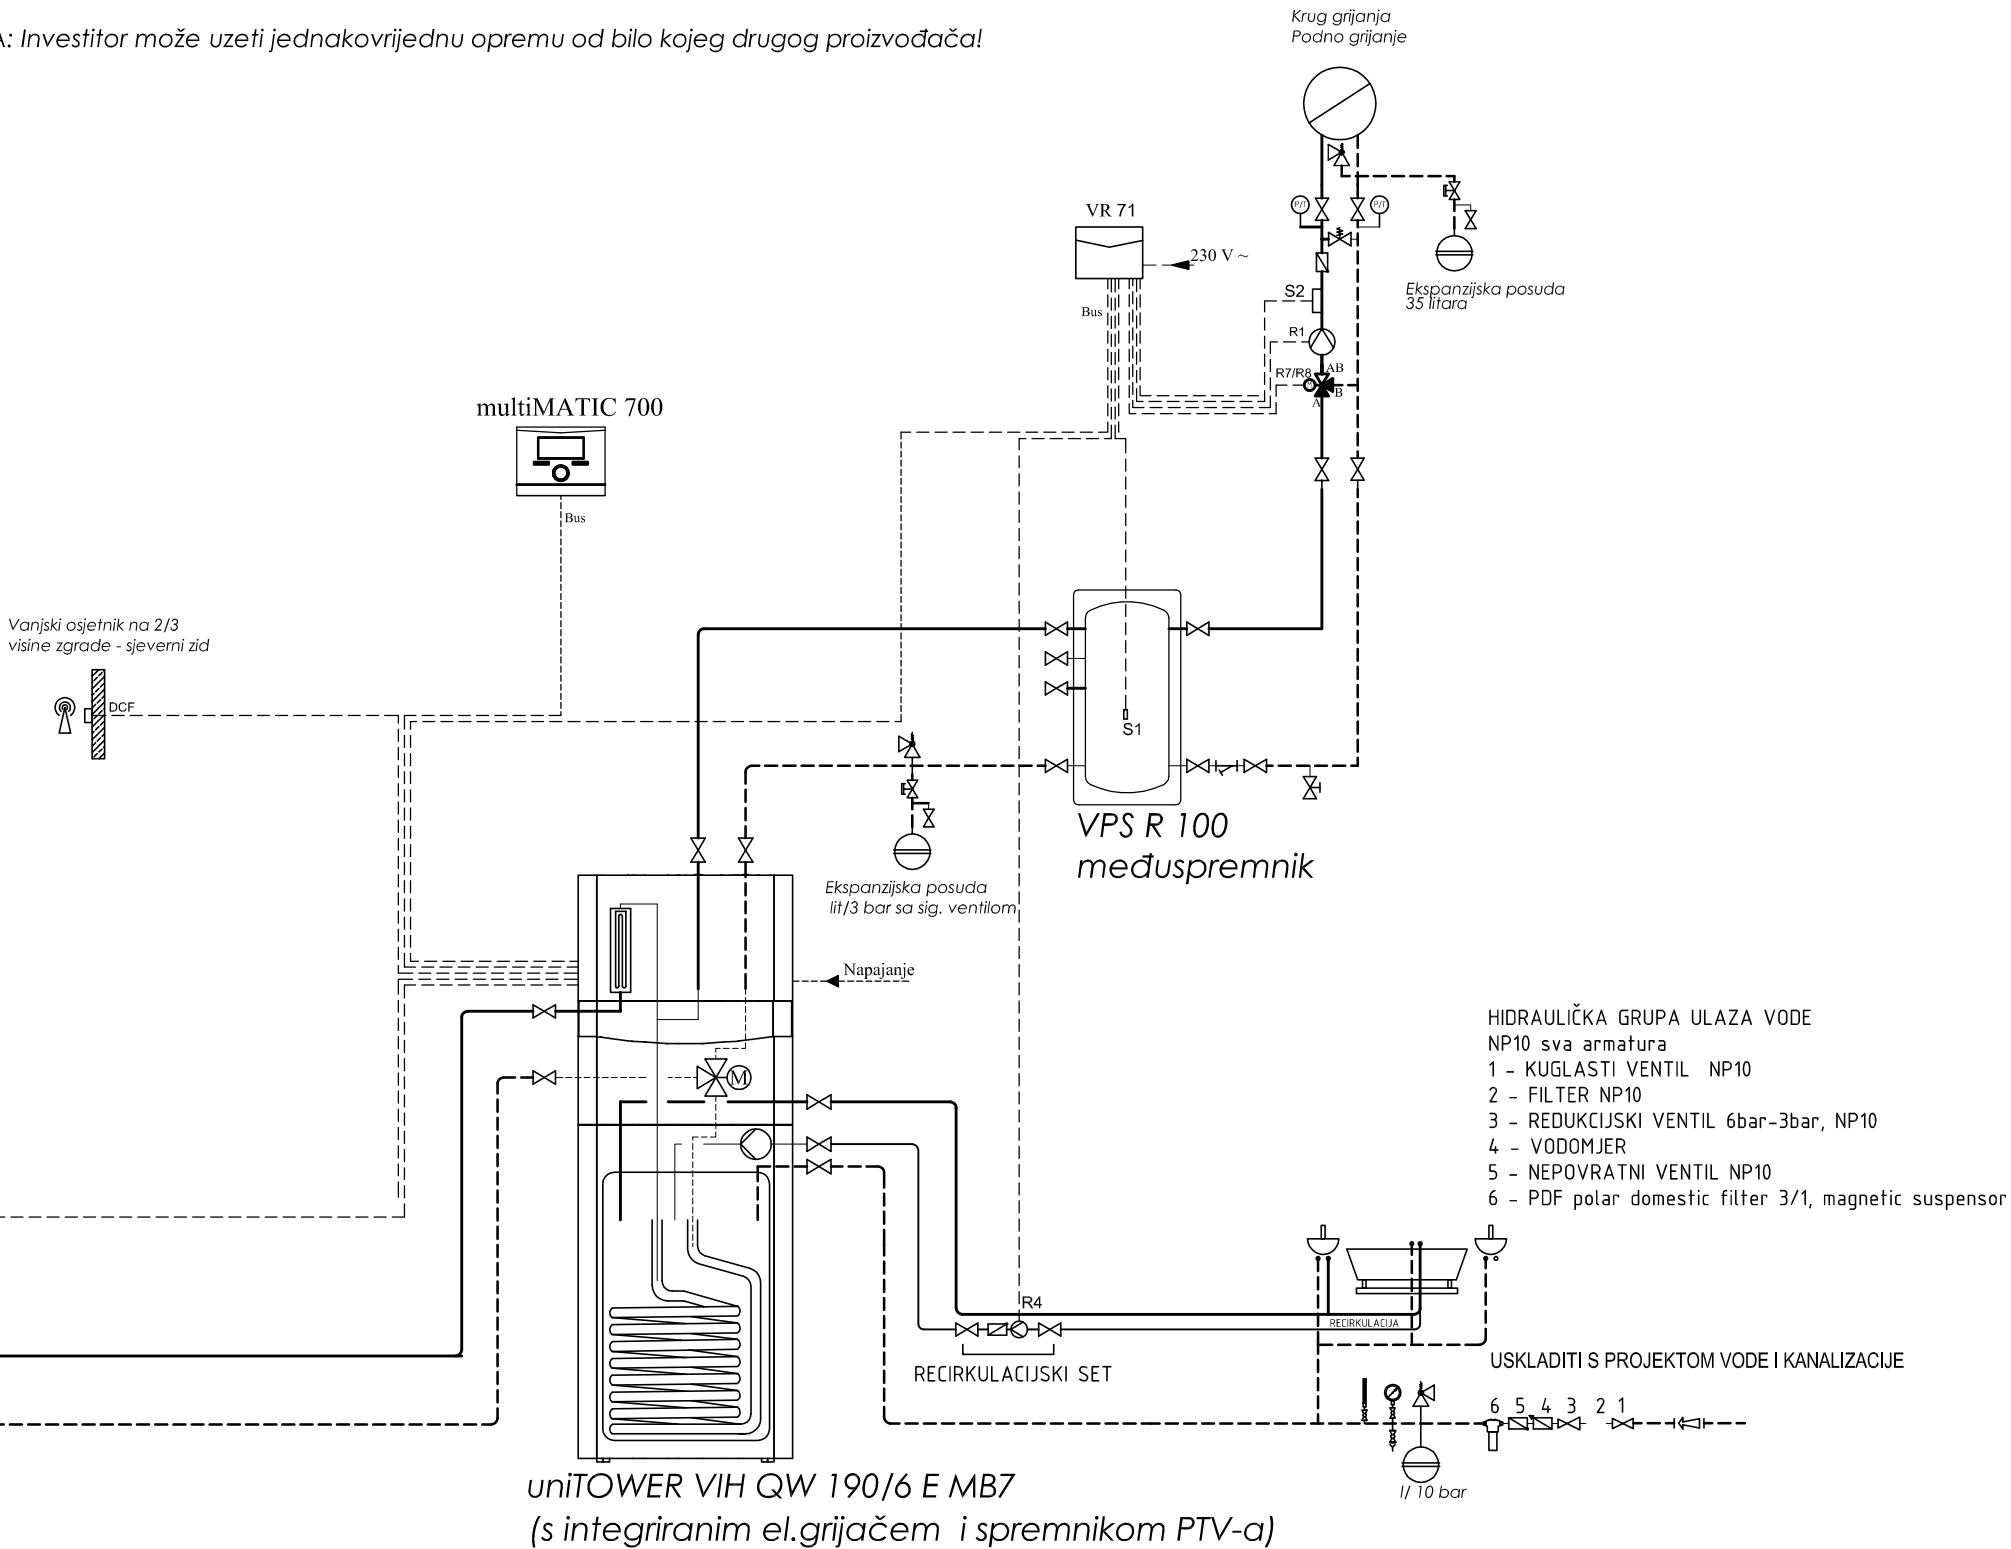 Krug grijanja
Podno grijanje
A: Investitor može uzeti jednakovrijednu opremu od bilo kojeg drugog proizvođača!
P/T
P/T
VR 71
230 V ~
Ekspanzijska posuda
35 litara
S2
Bus
R1
R7/R8
AB
B
A
M
multiMATIC 700
Bus
Vanjski osjetnik na 2/3
visine zgrade - sjeverni zid
DCF
S1
VPS R 100
međuspremnik
Ekspanzijska posuda
lit/3 bar sa sig. ventilom
Napajanje
M
HIDRAULIČKA GRUPA ULAZA VODE
NP10 sva armatura
1 - KUGLASTI VENTIL NP10
2 - FILTER NP10
3 - REDUKCIJSKI VENTIL 6bar-3bar, NP10
4 - VODOMJER
5 - NEPOVRATNI VENTIL NP10
6 - PDF polar domestic filter 3/1, magnetic suspensor
R4
RECIRKULACIJA
RECIRKULACIJSKI SET
USKLADITI S PROJEKTOM VODE I KANALIZACIJE
6 5 4 3 2 1
l/ 10 bar
uniTOWER VIH QW 190/6 E MB7
(s integriranim el.grijačem i spremnikom PTV-a)